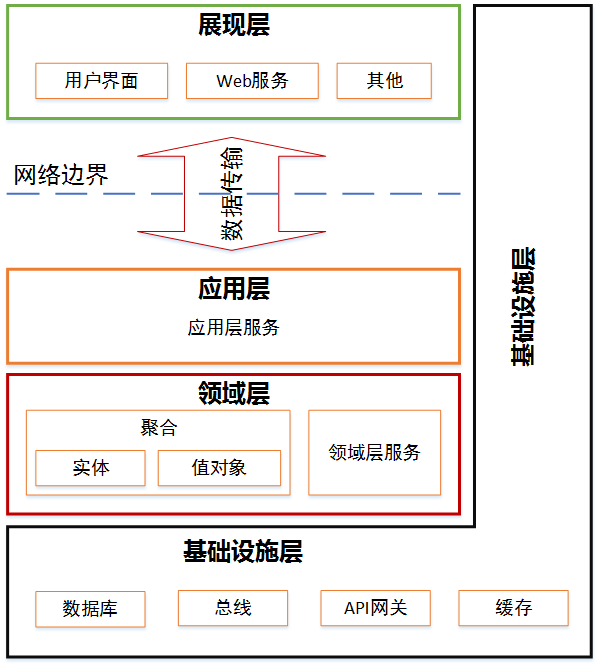 展现层
用户界面
Web服务
其他
网络边界
数据传输
应用层
应用层服务
领域层
聚合
实体
值对象
领域层服务
基础设施层
基础设施层
数据库
总线
API网关
缓存